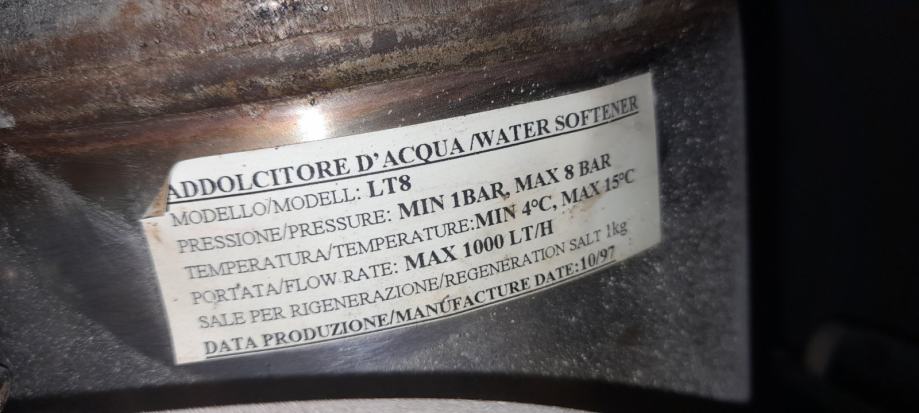 ADDOLCITORE D'ACQUA /WATER SOFTENER
MODELLO/MODELL: LT8
PRESSIONE/PRESSURE: MIN 1BAR, MAX 8 BAR
TEMPERATURA/TEMPERATURE:MIN 4°C, MAX 15°C
PORTATA/FLOW RATE: MAX 1000 LT/H
SALE PER RIGENERAZIONE/REGENERATION SALT 1kg
DATA PRODUZIONE/MANUFACTURE DATE:10/97